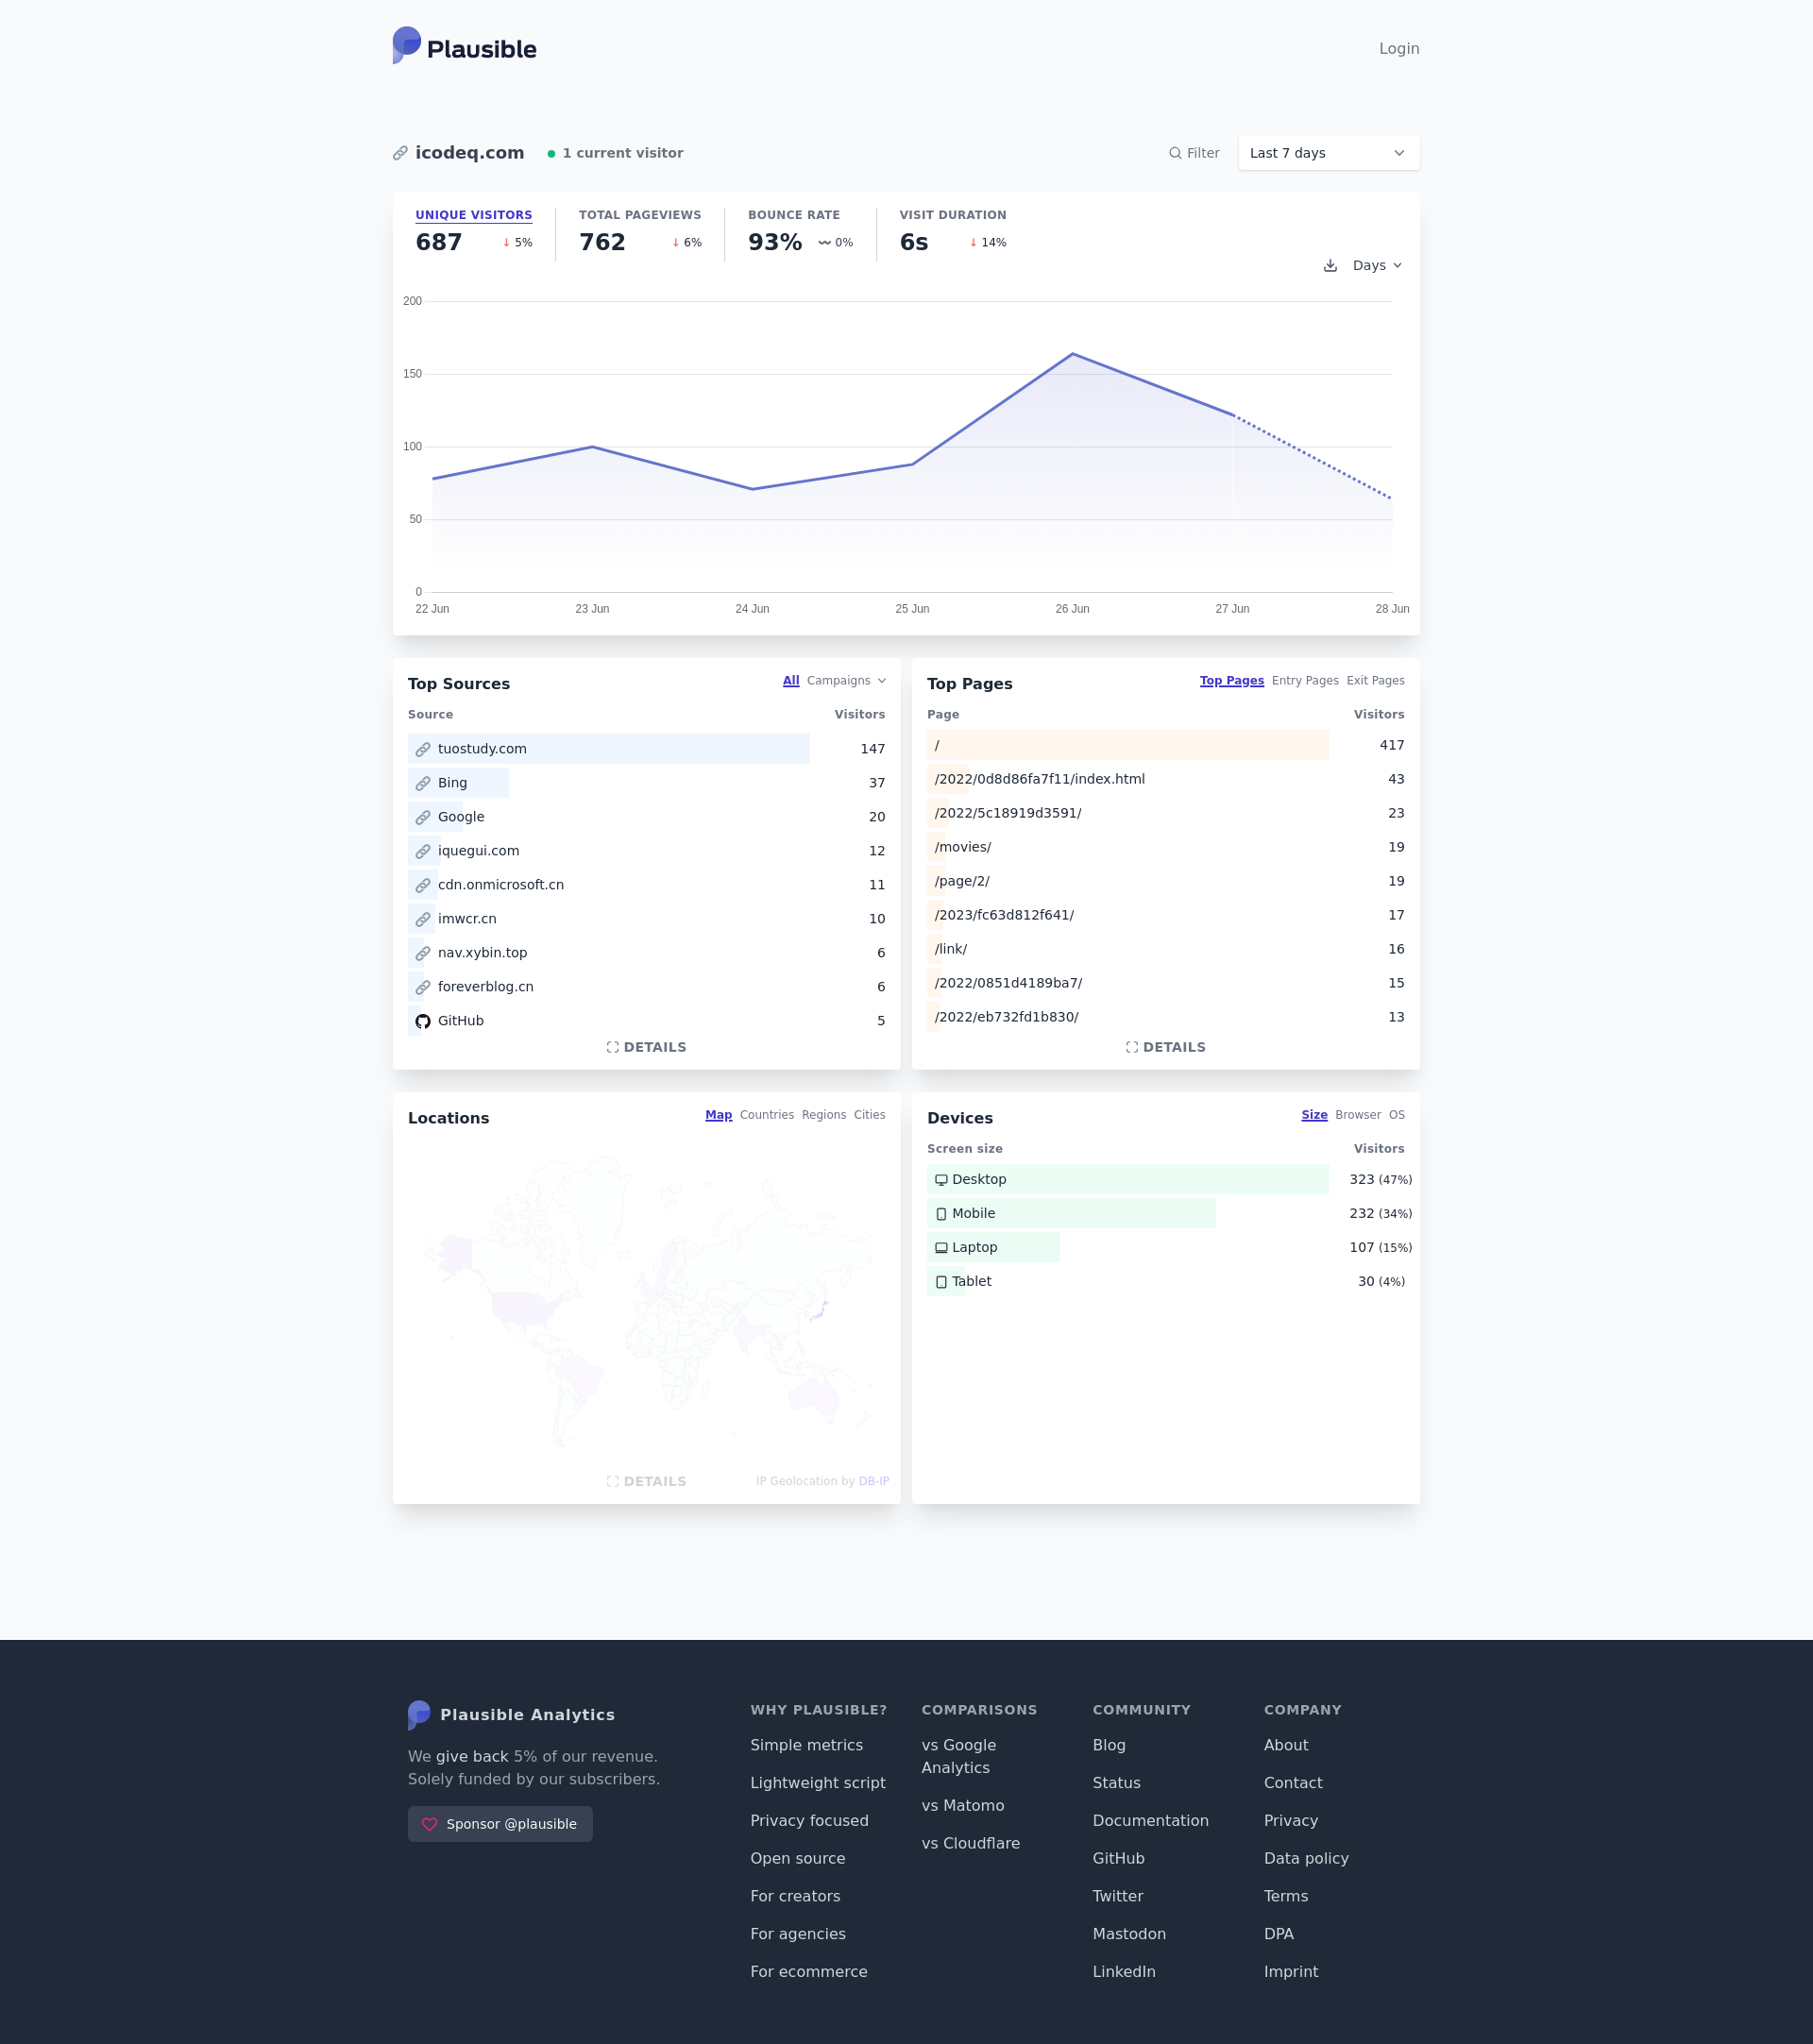 Plausible
Login
icodeq.com
1 current visitor
Filter
Last 7 days
UNIQUE VISITORS
687 ↓ 5%
TOTAL PAGEVIEWS
762 ↓ 6%
BOUNCE RATE
93% 〰 0%
VISIT DURATION
6s ↓ 14%
Days
200
150
100
50
0
22 Jun 23 Jun 24 Jun 25 Jun 26 Jun 27 Jun 28 Jun
Top Sources
All Campaigns
Source Visitors
tuostudy.com 147
Bing 37
Google 20
iquegui.com 12
cdn.onmicrosoft.cn 11
imwcr.cn 10
nav.xybin.top 6
foreverblog.cn 6
GitHub 5
DETAILS
Top Pages
Top Pages Entry Pages Exit Pages
Page Visitors
/ 417
/2022/0d8d86fa7f11/index.html 43
/2022/5c18919d3591/ 23
/movies/ 19
/page/2/ 19
/2023/fc63d812f641/ 17
/link/ 16
/2022/0851d4189ba7/ 15
/2022/eb732fd1b830/ 13
DETAILS
Locations
Map Countries Regions Cities
DETAILS
IP Geolocation by DB-IP
Devices
Size Browser OS
Screen size Visitors
Desktop 323 (47%)
Mobile 232 (34%)
Laptop 107 (15%)
Tablet 30 (4%)
Plausible Analytics
We give back 5% of our revenue.
Solely funded by our subscribers.
Sponsor @plausible
WHY PLAUSIBLE?
Simple metrics
Lightweight script
Privacy focused
Open source
For creators
For agencies
For ecommerce
COMPARISONS
vs Google
Analytics
vs Matomo
vs Cloudflare
COMMUNITY
Blog
Status
Documentation
GitHub
Twitter
Mastodon
LinkedIn
COMPANY
About
Contact
Privacy
Data policy
Terms
DPA
Imprint